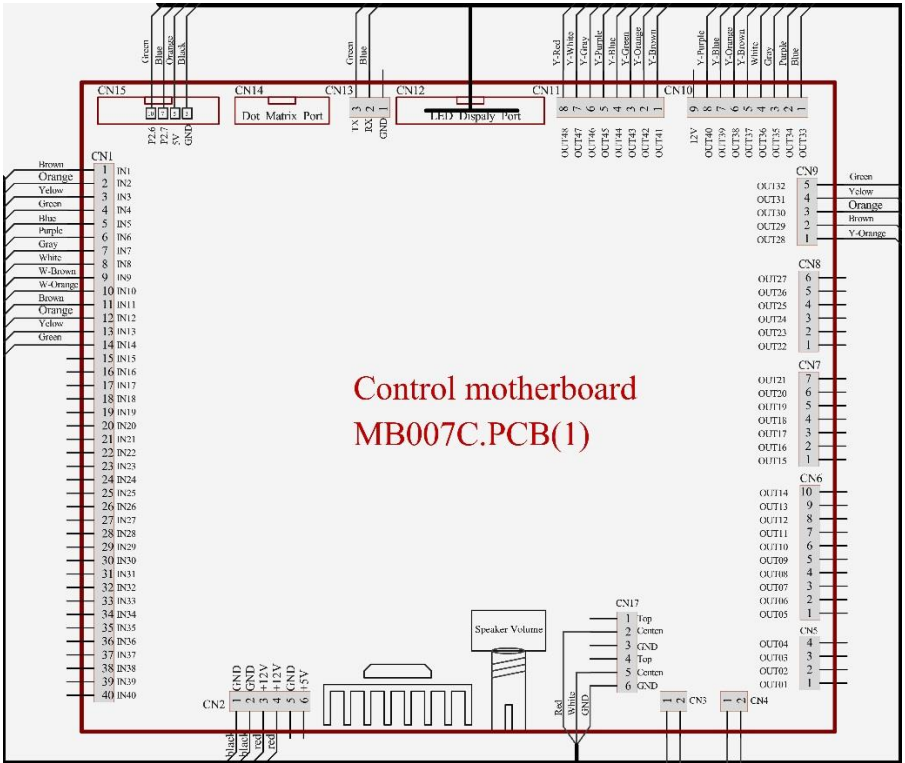 Green
Blue
Orange
Black
Green
Blue
Y-Red
Y-White
Y-Gray
Y-Purple
Y-Blue
Y-Green
Y-Orange
Y-Brown
Y-Purple
Y-Blue
Y-Orange
Y-Brown
White
Gray
Purple
Blue
CN15
CN14
CN13
CN12
CN11
CN10
Dot Matrix Port
LED Dispaly Port
3 2 1
8 7 6 5 4 3 2 1
9 8 7 6 5 4 3 2 1
P2.6
P2.7
5V
GND
TX
RX
GND
OUT48
OUT47
OUT46
OUT45
OUT44
OUT43
OUT42
OUT41
12V
OUT40
OUT39
OUT38
OUT37
OUT36
OUT35
OUT34
OUT33
CN1
Brown 1 IN1
Orange 2 IN2
Yelow 3 IN3
Green 4 IN4
Blue 5 IN5
Purple 6 IN6
Gray 7 IN7
White 8 IN8
W-Brown 9 IN9
W-Orange 10 IN10
Brown 11 IN11
Orange 12 IN12
Yelow 13 IN13
Green 14 IN14
15 IN15
16 IN16
17 IN17
18 IN18
19 IN19
20 IN20
21 IN21
22 IN22
23 IN23
24 IN24
25 IN25
26 IN26
27 IN27
28 IN28
29 IN29
30 IN30
31 IN31
32 IN32
33 IN33
34 IN34
35 IN35
36 IN36
37 IN37
38 IN38
39 IN39
40 IN40
CN9
OUT32 5 Green
OUT31 4 Yelow
OUT30 3 Orange
OUT29 2 Brown
OUT28 1 Y-Orange
CN8
OUT27 6
OUT26 5
OUT25 4
OUT24 3
OUT23 2
OUT22 1
CN7
OUT21 7
OUT20 6
OUT19 5
OUT18 4
OUT17 3
OUT16 2
OUT15 1
Control motherboard
MB007C.PCB(1)
CN6
OUT14 10
OUT13 9
OUT12 8
OUT11 7
OUT10 6
OUT09 5
OUT08 4
OUT07 3
OUT06 2
OUT05 1
CN5
OUT04 4
OUT03 3
OUT02 2
OUT01 1
CN17
1 Top
2 Centen
3 GND
4 Top
5 Centen
6 GND
Speaker Volume
Red
White
GND
GND
GND
+12V
+12V
GND
+5V
CN2 1 2 3 4 5 6
black
black
red
red
1 2 CN3
1 2 CN4